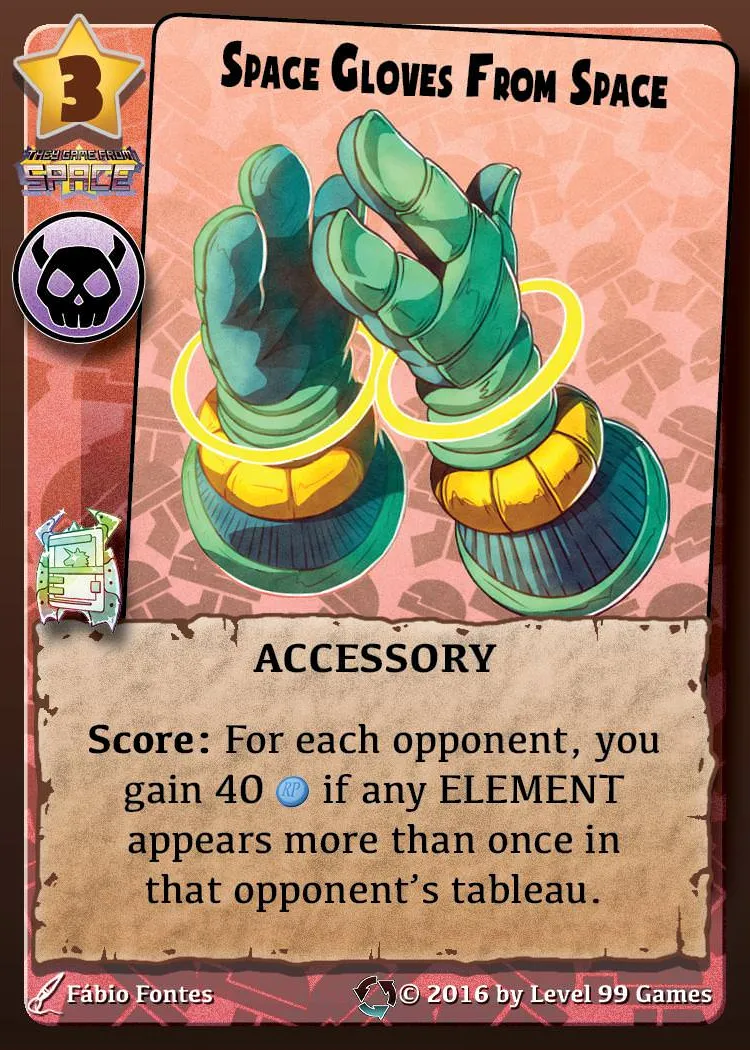 3
SPACE GLOVES FROM SPACE
THEY CAME FROM
SPACE
ACCESSORY
Score: For each opponent, you
gain 40 RP if any ELEMENT
appears more than once in
that opponent's tableau.
Fábio Fontes
© 2016 by Level 99 Games